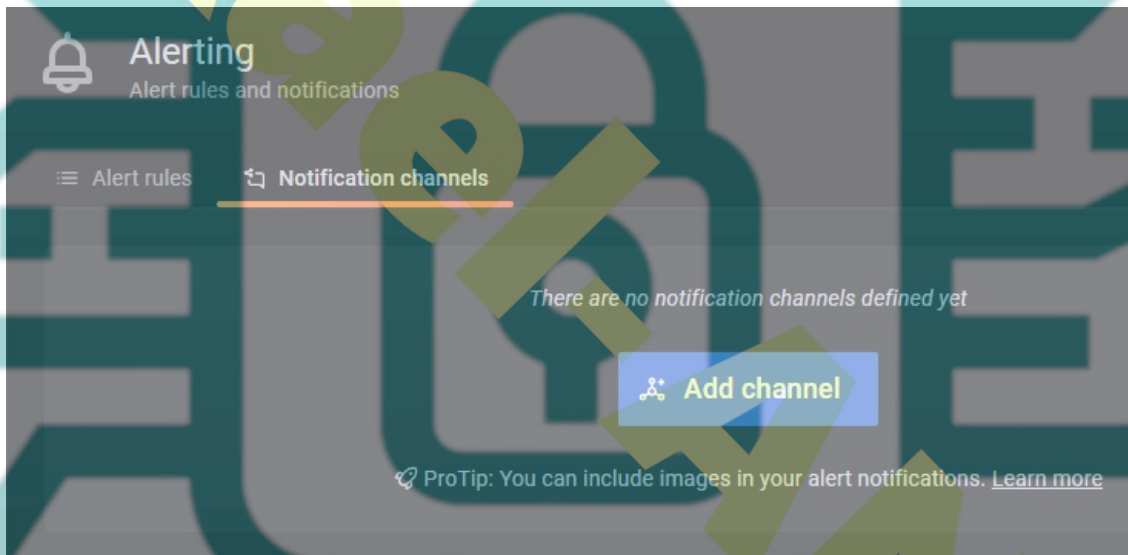 Alerting
Alert rules and notifications
Alert rules
Notification channels
There are no notification channels defined yet
Add channel
ProTip: You can include images in your alert notifications. Learn more